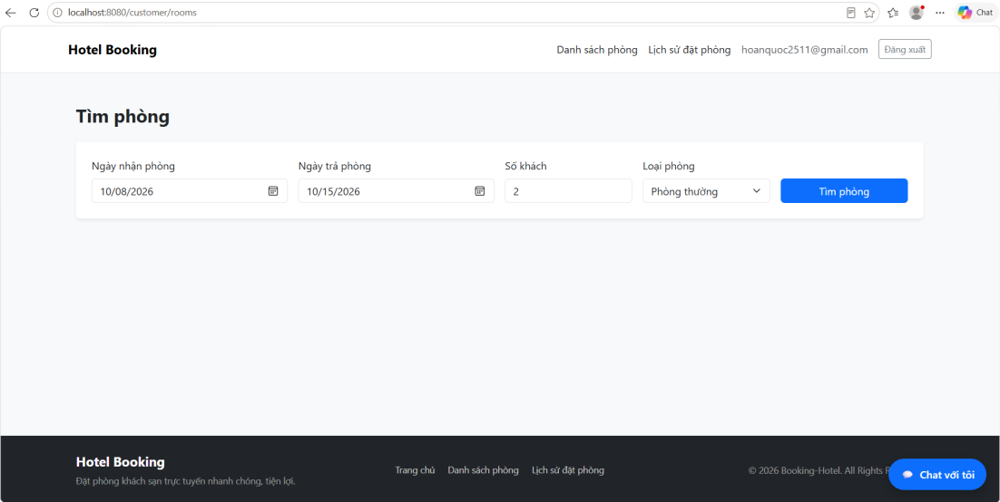 localhost:8080/customer/rooms
Chat
Hotel Booking
Danh sách phòng Lịch sử đặt phòng hoanquoc2511@gmail.com Đăng xuất
Tìm phòng
Ngày nhận phòng Ngày trả phòng Số khách Loại phòng
10/08/2026 10/15/2026 2 Phòng thường Tìm phòng
Hotel Booking
Đặt phòng khách sạn trực tuyến nhanh chóng, tiện lợi.
Trang chủ Danh sách phòng Lịch sử đặt phòng
© 2026 Booking-Hotel. All Rights
Chat với tôi